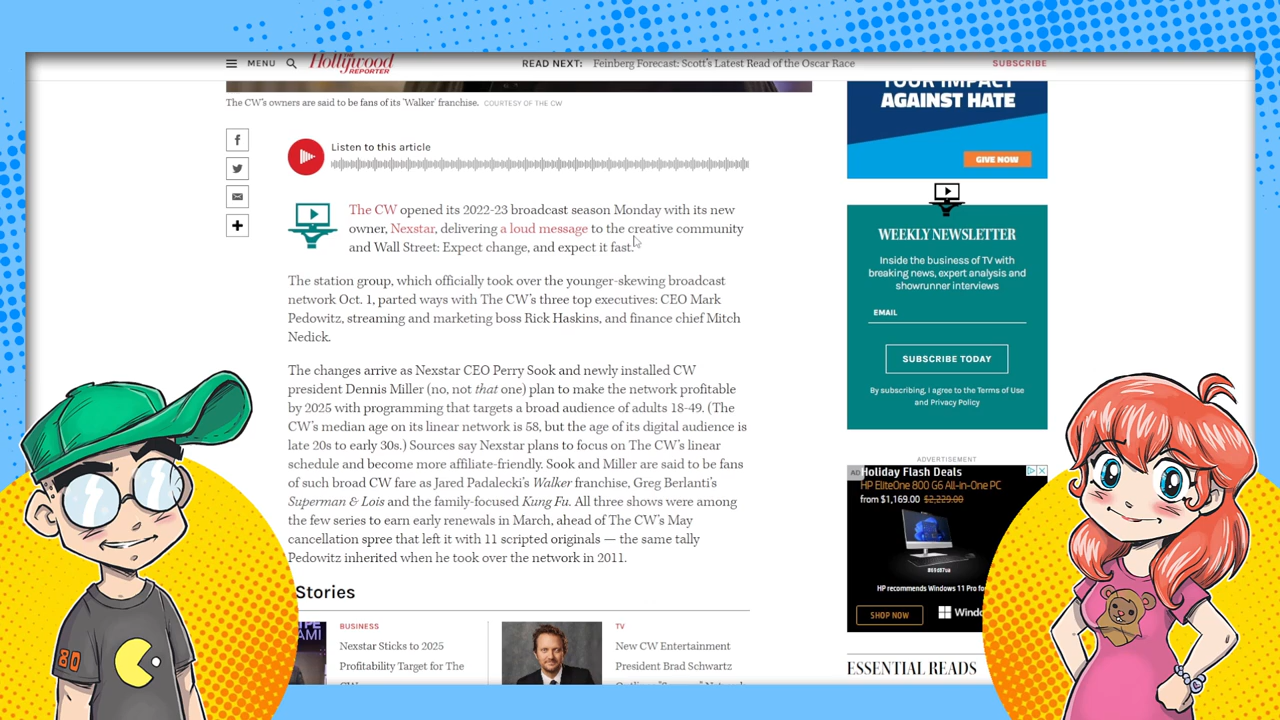 MENU
THE
Hollywood
REPORTER
READ NEXT: Feinberg Forecast: Scott's Latest Read of the Oscar Race
SUBSCRIBE
The CW's owners are said to be fans of its 'Walker' franchise. COURTESY OF THE CW
Listen to this article
The CW opened its 2022-23 broadcast season Monday with its new
owner, Nexstar, delivering a loud message to the creative community
and Wall Street: Expect change, and expect it fast.
The station group, which officially took over the younger-skewing broadcast
network Oct. 1, parted ways with The CW's three top executives: CEO Mark
Pedowitz, streaming and marketing boss Rick Haskins, and finance chief Mitch
Nedick.
The changes arrive as Nexstar CEO Perry Sook and newly installed CW
president Dennis Miller (no, not that one) plan to make the network profitable
by 2025 with programming that targets a broad audience of adults 18-49. (The
CW's median age on its linear network is 58, but the age of its digital audience is
late 20s to early 30s.) Sources say Nexstar plans to focus on The CW's linear
schedule and become more affiliate-friendly. Sook and Miller are said to be fans
of such broad CW fare as Jared Padalecki's Walker franchise, Greg Berlanti's
Superman & Lois and the family-focused Kung Fu. All three shows were among
the few series to earn early renewals in March, ahead of The CW's May
cancellation spree that left it with 11 scripted originals — the same tally
Pedowitz inherited when he took over the network in 2011.
Stories
BUSINESS
Nexstar Sticks to 2025
Profitability Target for The
TV
New CW Entertainment
President Brad Schwartz
YOUR IMPACT
AGAINST HATE
GIVE NOW
WEEKLY NEWSLETTER
Inside the business of TV with
breaking news, expert analysis and
showrunner interviews
EMAIL
SUBSCRIBE TODAY
By subscribing, I agree to the Terms of Use
and Privacy Policy
ADVERTISEMENT
AD
Holiday Flash Deals
HP EliteOne 800 G6 All-in-One PC
from $1,169.00 $2,229.00
HP recommends Windows 11 Pro fo
SHOP NOW
Windo
ESSENTIAL READS
80